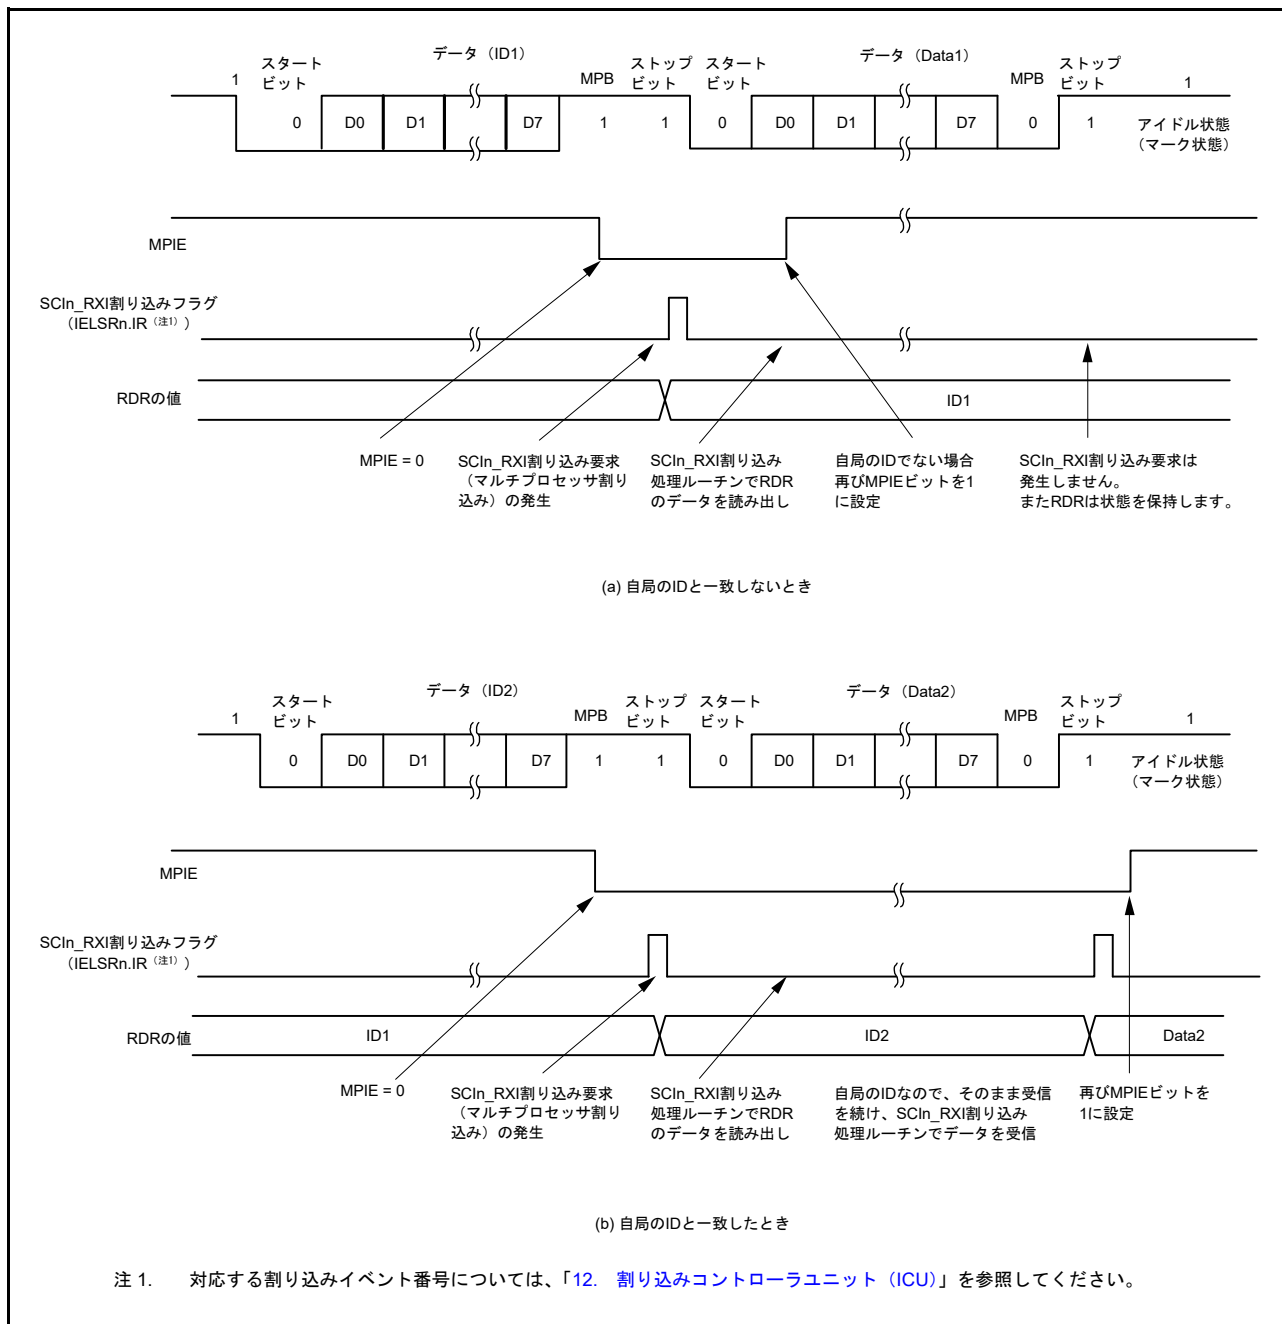 データ（ID1）
データ（Data1）
スタート
ビット
MPB
ストップ
ビット
スタート
ビット
MPB
ストップ
ビット
1
1
0
D0
D1
D7
1
1
0
D0
D1
D7
0
1
アイドル状態
（マーク状態）
MPIE
SCIn_RXI割り込みフラグ
（IELSRn.IR（注1））
RDRの値
ID1
MPIE = 0
SCIn_RXI割り込み要求
（マルチプロセッサ割り
込み）の発生
SCIn_RXI割り込み
処理ルーチンでRDR
のデータを読み出し
自局のIDでない場合
再びMPIEビットを1
に設定
SCIn_RXI割り込み要求は
発生しません。
またRDRは状態を保持します。
(a) 自局のIDと一致しないとき
データ（ID2）
データ（Data2）
スタート
ビット
MPB
ストップ
ビット
スタート
ビット
MPB
ストップ
ビット
1
1
0
D0
D1
D7
1
1
0
D0
D1
D7
0
1
アイドル状態
（マーク状態）
MPIE
SCIn_RXI割り込みフラグ
（IELSRn.IR（注1））
RDRの値
ID1
ID2
Data2
MPIE = 0
SCIn_RXI割り込み要求
（マルチプロセッサ割り
込み）の発生
SCIn_RXI割り込み
処理ルーチンでRDR
のデータを読み出し
自局のIDなので、そのまま受信
を続け、SCIn_RXI割り込み
処理ルーチンでデータを受信
再びMPIEビットを
1に設定
(b) 自局のIDと一致したとき
注 1. 対応する割り込みイベント番号については、「12. 割り込みコントローラユニット（ICU）」を参照してください。